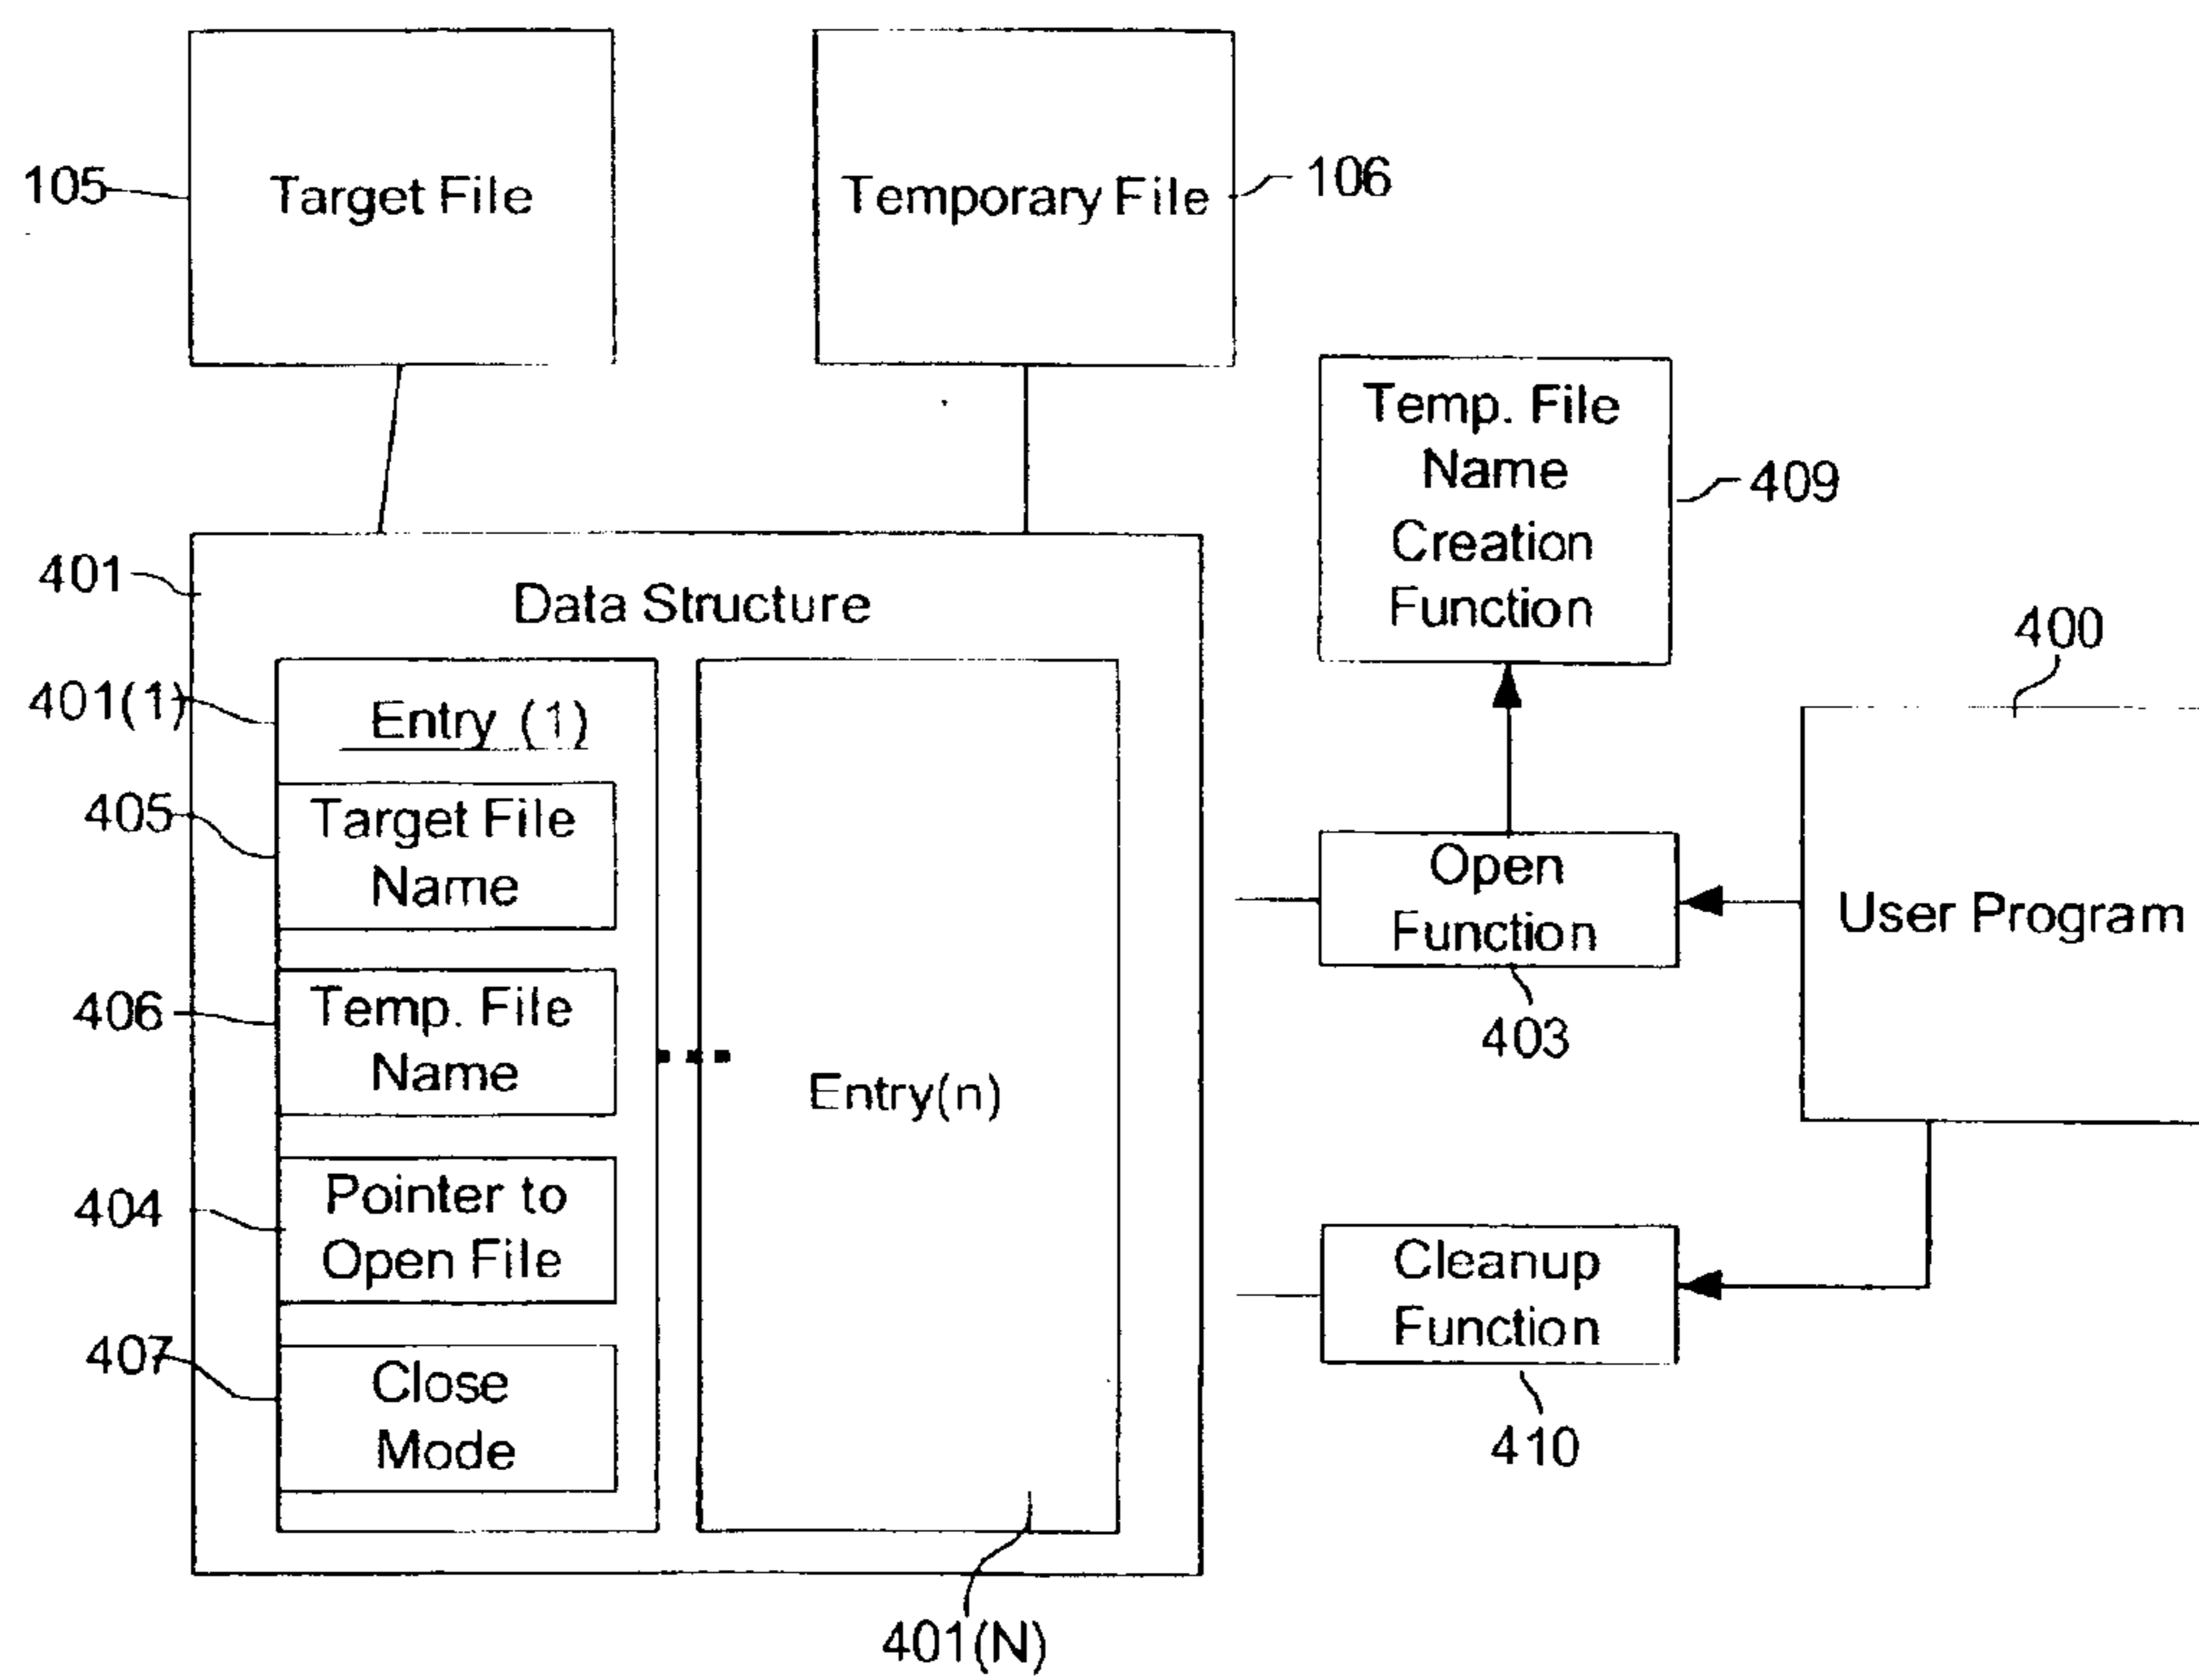 105
Target File
Temporary File
106
Temp. File
Name
Creation
Function
409
401
Data Structure
400
401(1)
Entry (1)
405
Target File
Name
Open
Function
403
User Program
406
Temp. File
Name
Entry(n)
404
Pointer to
Open File
Cleanup
Function
410
407
Close
Mode
401(N)